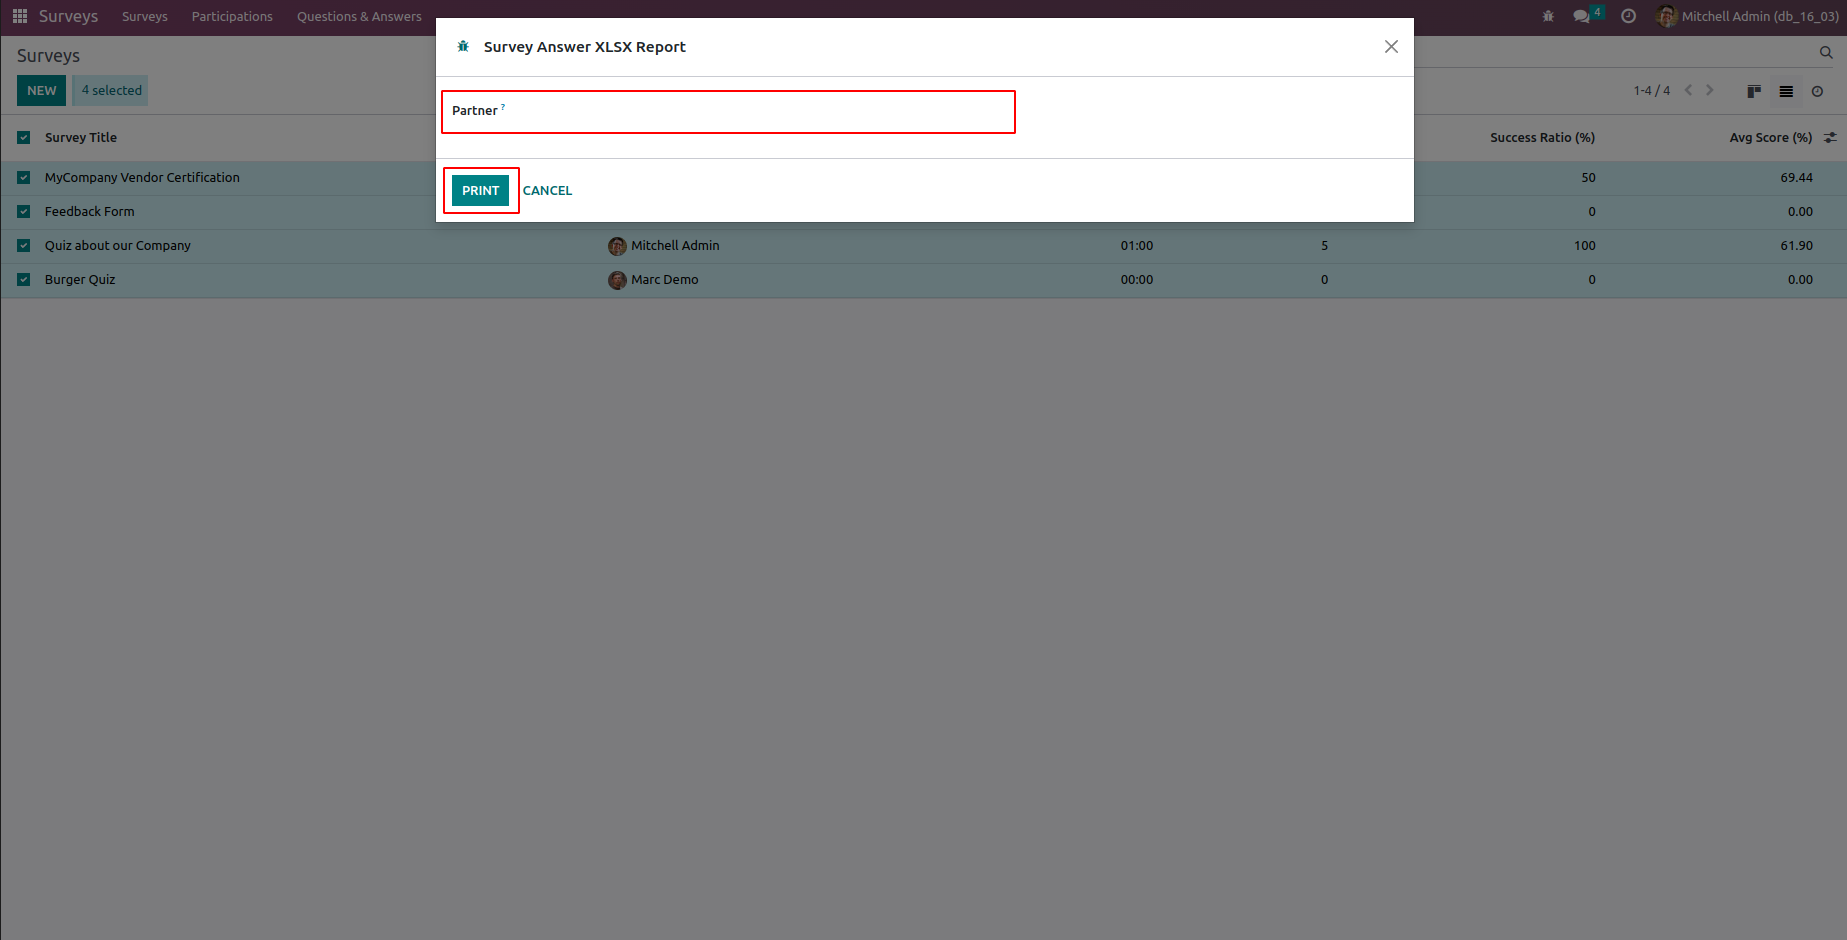 Surveys Surveys Participations Questions & Answers 4 Mitchell Admin (db_16_03)
Survey Answer XLSX Report
Surveys
NEW 4 selected 1-4 / 4
Partner ?
Survey Title Success Ratio (%) Avg Score (%)
MyCompany Vendor Certification 50 69.44
PRINT CANCEL
Feedback Form 0 0.00
Quiz about our Company Mitchell Admin 01:00 5 100 61.90
Burger Quiz Marc Demo 00:00 0 0 0.00